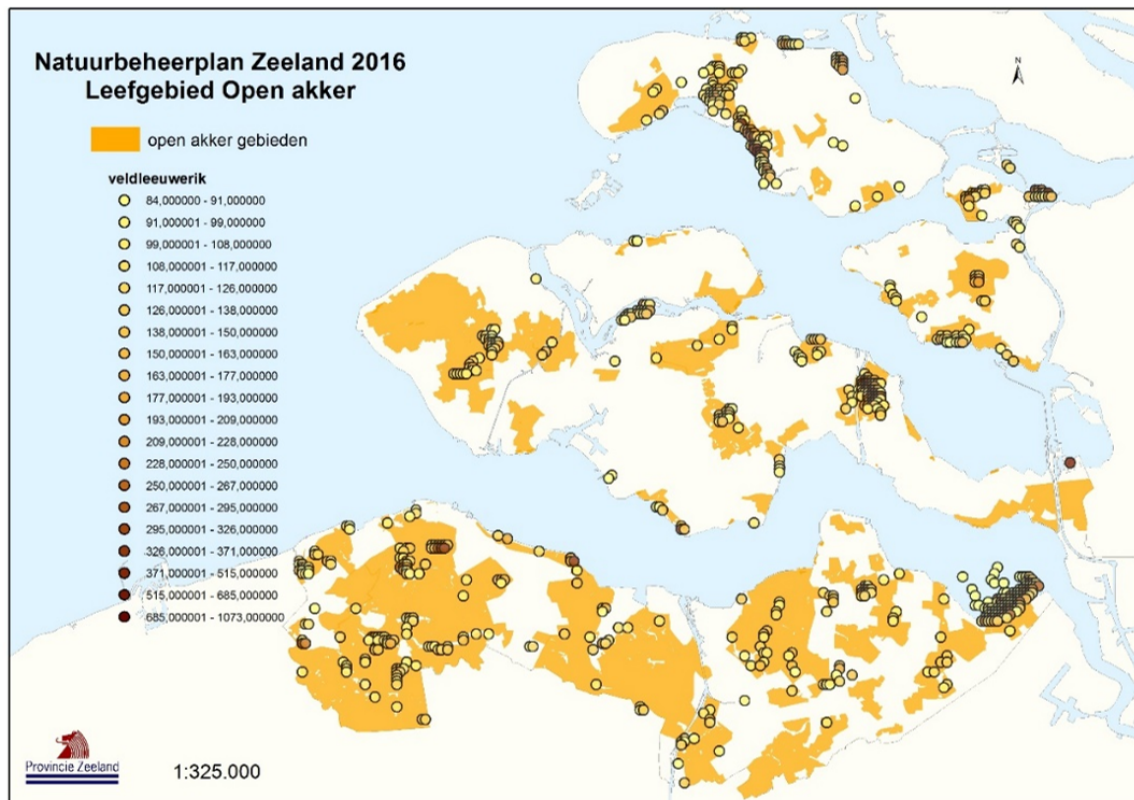 Natuurbeheerplan Zeeland 2016
Leefgebied Open akker
N
open akker gebieden
veldleeuwerik
84,000000 - 91,000000
91,000001 - 99,000000
99,000001 - 108,000000
108,000001 - 117,000000
117,000001 - 126,000000
126,000001 - 138,000000
138,000001 - 150,000000
150,000001 - 163,000000
163,000001 - 177,000000
177,000001 - 193,000000
193,000001 - 209,000000
209,000001 - 228,000000
228,000001 - 250,000000
250,000001 - 267,000000
267,000001 - 295,000000
295,000001 - 326,000000
326,000001 - 371,000000
371,000001 - 515,000000
515,000001 - 685,000000
685,000001 - 1073,000000
Provincie Zeeland
1:325.000